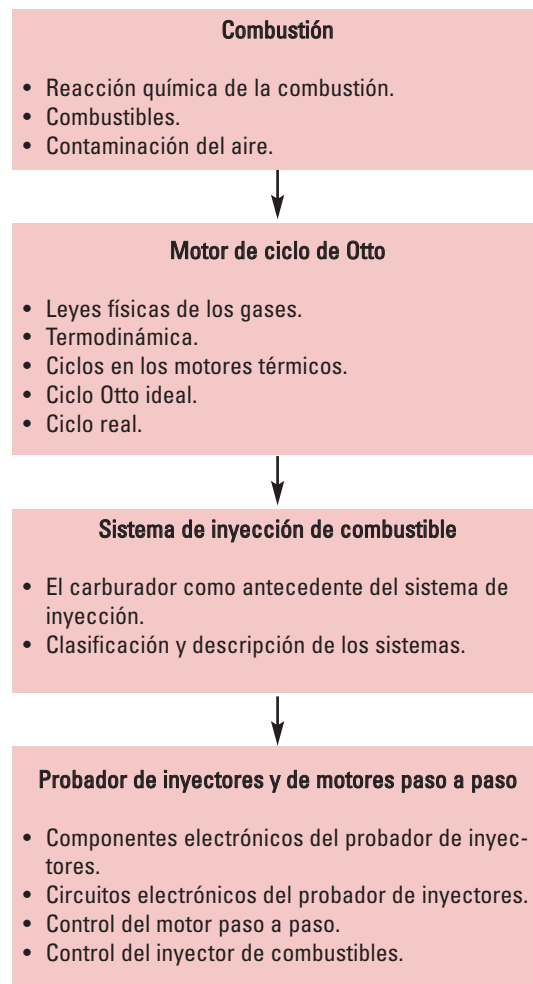 Combustión
• Reacción química de la combustión.
• Combustibles.
• Contaminación del aire.
Motor de ciclo de Otto
• Leyes físicas de los gases.
• Termodinámica.
• Ciclos en los motores térmicos.
• Ciclo Otto ideal.
• Ciclo real.
Sistema de inyección de combustible
• El carburador como antecedente del sistema de
inyección.
• Clasificación y descripción de los sistemas.
Probador de inyectores y de motores paso a paso
• Componentes electrónicos del probador de inyec-
tores.
• Circuitos electrónicos del probador de inyectores.
• Control del motor paso a paso.
• Control del inyector de combustibles.